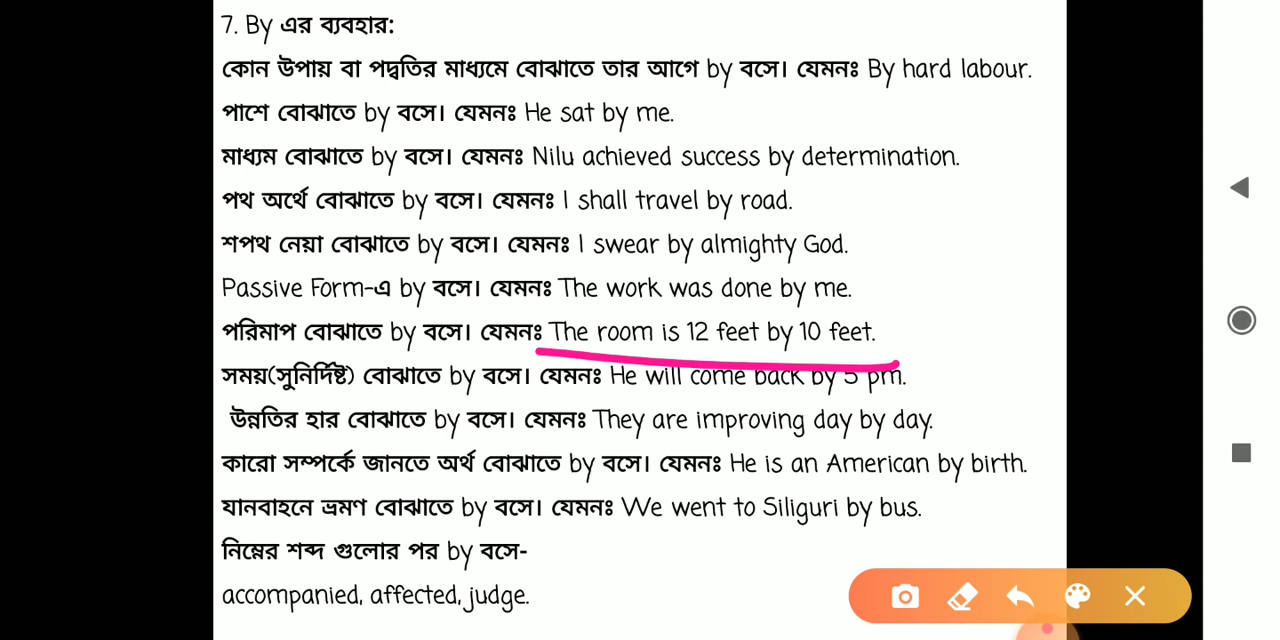 7. By এর ব্যবহার:
কোন উপায় বা পদ্বতির মাধ্যমে বোঝাতে তার আগে by বসে। যেমনঃ By hard labour.
পাশে বোঝাতে by বসে। যেমনঃ He sat by me.
মাধ্যম বোঝাতে by বসে। যেমনঃ Nilu achieved success by determination.
পথ অর্থে বোঝাতে by বসে। যেমনঃ I shall travel by road.
শপথ নেয়া বোঝাতে by বসে। যেমনঃ I swear by almighty God.
Passive Form-এ by বসে। যেমনঃ The work was done by me.
পরিমাপ বোঝাতে by বসে। যেমনঃ The room is 12 feet by 10 feet.
সময়(সুনির্দিষ্ট) বোঝাতে by বসে। যেমনঃ He will come back by 5 pm.
উন্নতির হার বোঝাতে by বসে। যেমনঃ They are improving day by day.
কারো সম্পর্কে জানতে অর্থ বোঝাতে by বসে। যেমনঃ He is an American by birth.
যানবাহনে ভ্রমণ বোঝাতে by বসে। যেমনঃ We went to Siliguri by bus.
নিম্নের শব্দ গুলোর পর by বসে-
accompanied, affected, judge.